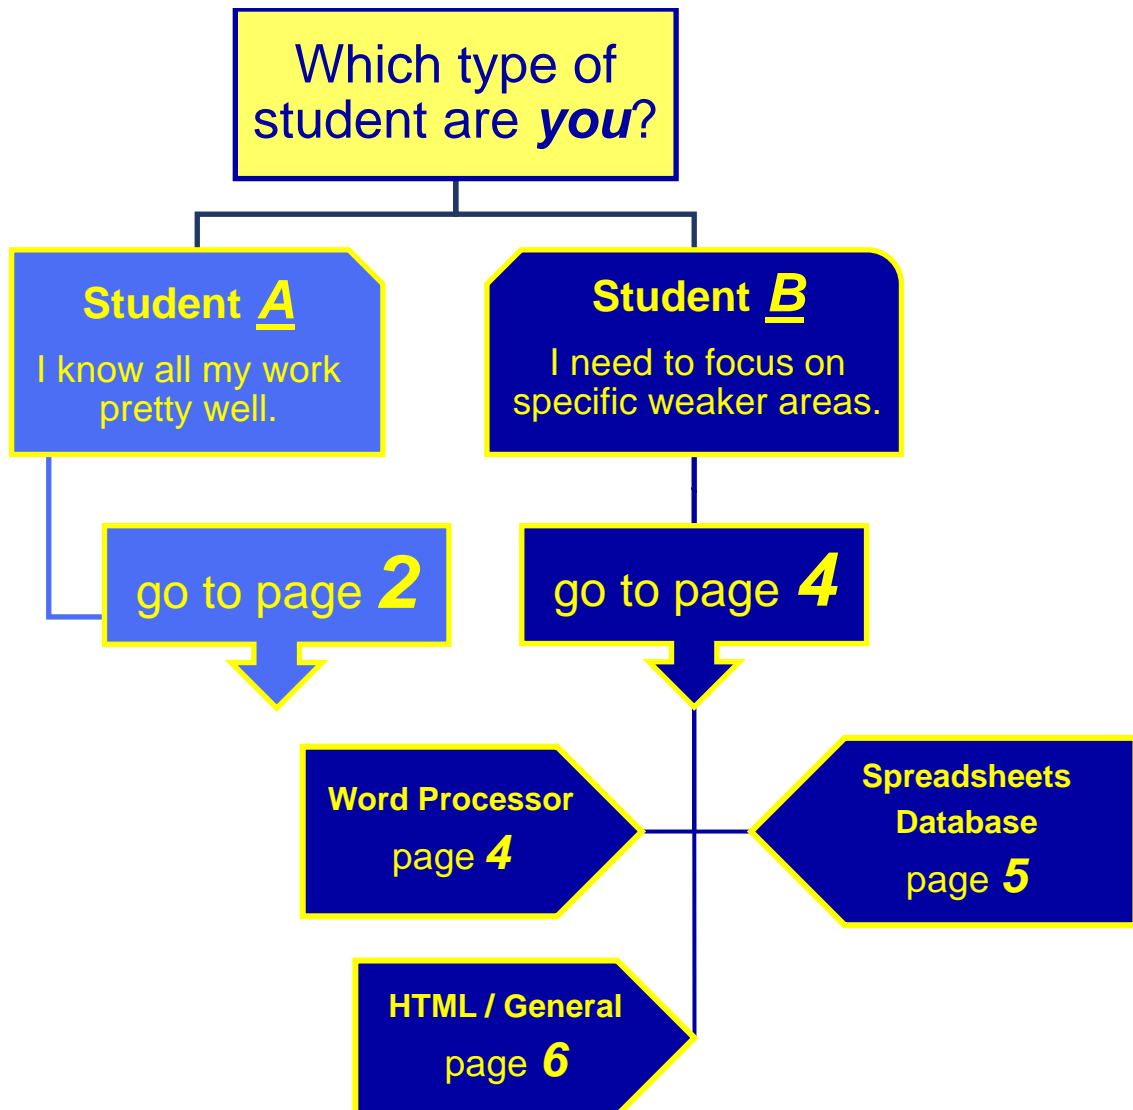 Which type of
student are you?
Student A
I know all my work
pretty well.
Student B
I need to focus on
specific weaker areas.
go to page 2
go to page 4
Word Processor
page 4
Spreadsheets
Database
page 5
HTML / General
page 6